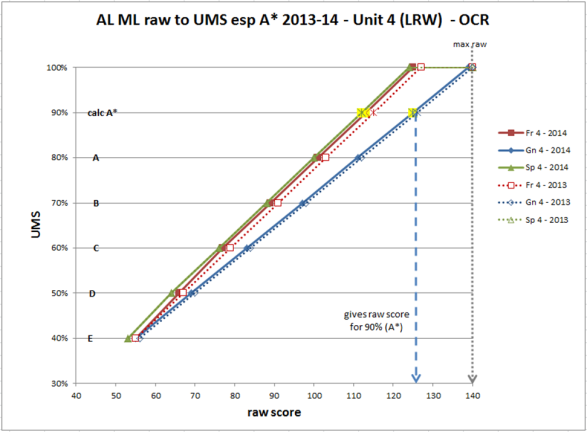 AL ML raw to UMS esp A* 2013-14 - Unit 4 (LRW) - OCR
max raw
100%
90%
80%
70%
60%
50%
40%
30%
calc A*
A
B
C
D
E
UMS
gives raw score
for 90% (A*)
40 50 60 70 80 90 100 110 120 130 140
raw score
Fr 4 - 2014
Gn 4 - 2014
Sp 4 - 2014
Fr 4 - 2013
Gn 4 - 2013
Sp 4 - 2013